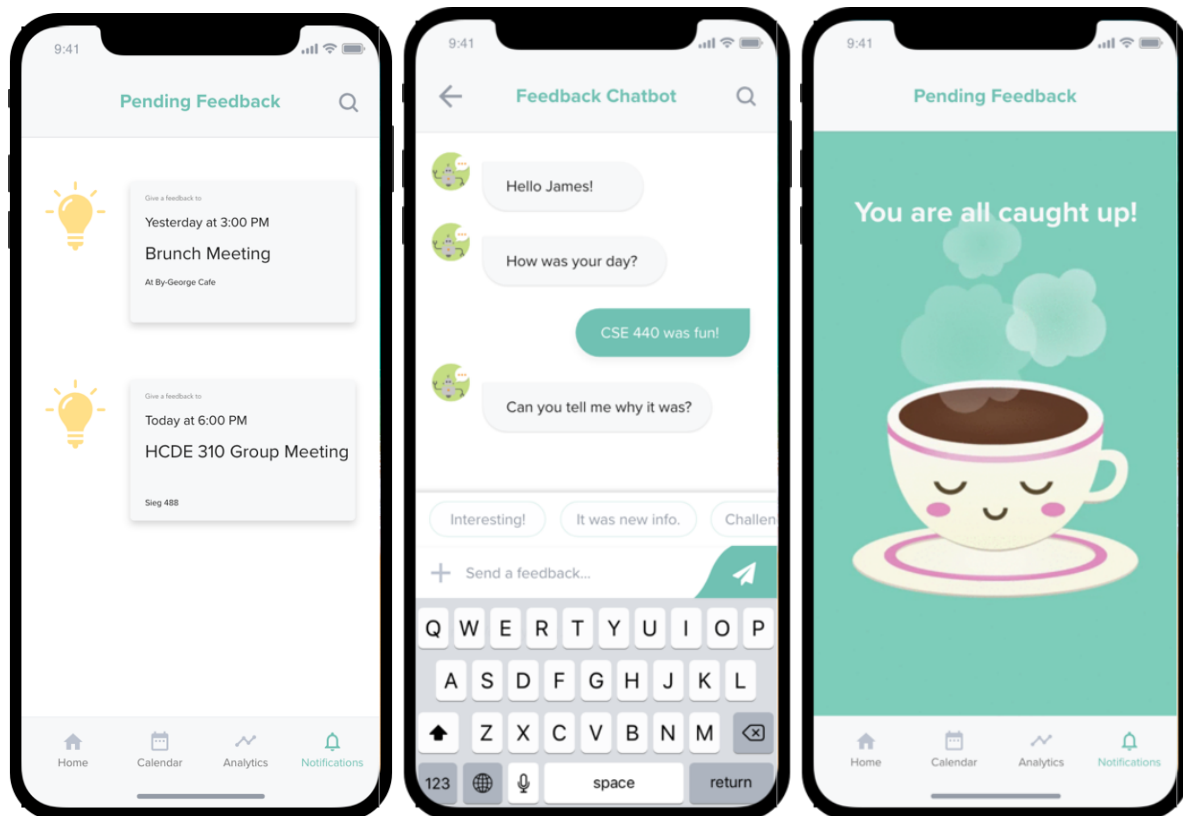 9:41
Pending Feedback
Give a feedback to
Yesterday at 3:00 PM
Brunch Meeting
At By-George Cafe
Give a feedback to
Today at 6:00 PM
HCDE 310 Group Meeting
Sieg 488
Home
Calendar
Analytics
Notifications
9:41
Feedback Chatbot
Hello James!
How was your day?
CSE 440 was fun!
Can you tell me why it was?
Interesting!
It was new info.
Challen
Send a feedback...
Q W E R T Y U I O P
A S D F G H J K L
Z X C V B N M
123
space
return
9:41
Pending Feedback
You are all caught up!
Home
Calendar
Analytics
Notifications